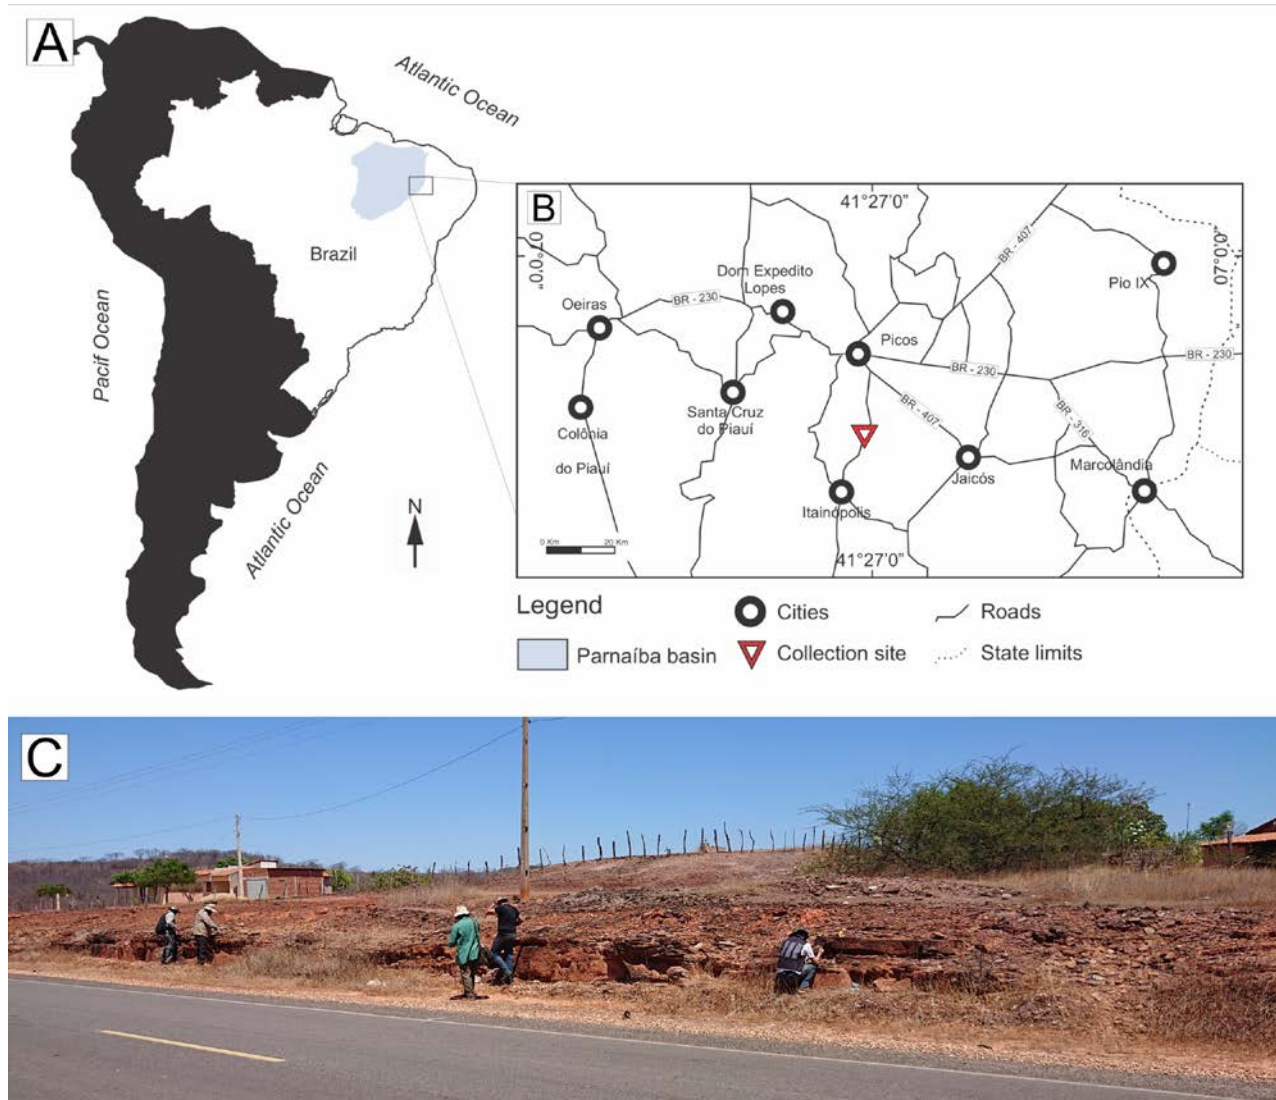 A
Atlantic Ocean
Brazil
Pacif Ocean
Atlantic Ocean
N
B
41°27'0"
07°0'0"
07°0'0"
BR - 407
Pio IX
Dom Expedito
Lopes
Oeiras
BR - 230
Picos
BR - 230
BR - 230
Santa Cruz
do Piauí
BR - 407
BR - 316
Colônia
do Piauí
Marcolândia
Jaicós
Itainópolis
0 Km 20 Km
41°27'0"
Legend
Cities
Roads
Parnaíba basin
Collection site
State limits
C